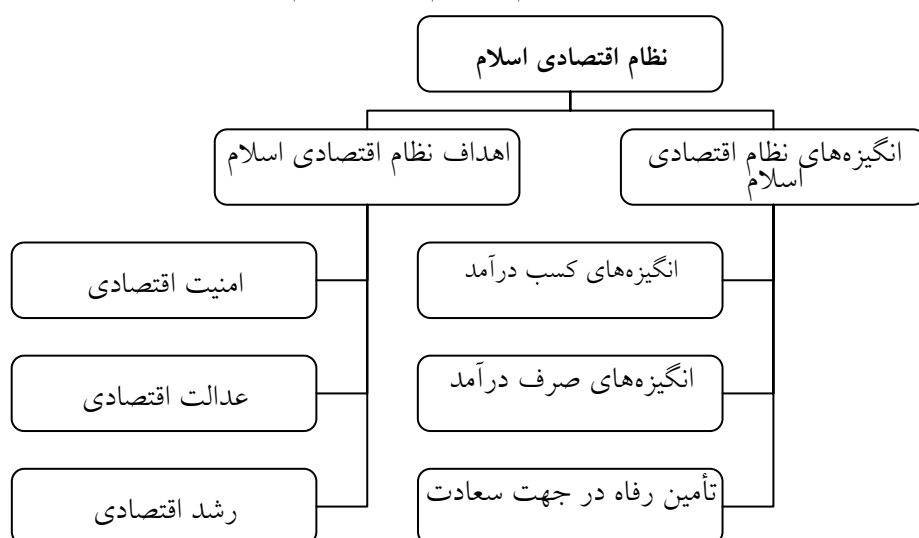 نظام اقتصادی اسلام
انگیزه‌های نظام اقتصادی
اسلام
اهداف نظام اقتصادی اسلام
انگیزه‌های کسب درآمد
امنیت اقتصادی
انگیزه‌های صرف درآمد
عدالت اقتصادی
تأمین رفاه در جهت سعادت
رشد اقتصادی